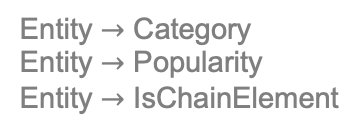 Entity → Category
Entity → Popularity
Entity → IsChainElement